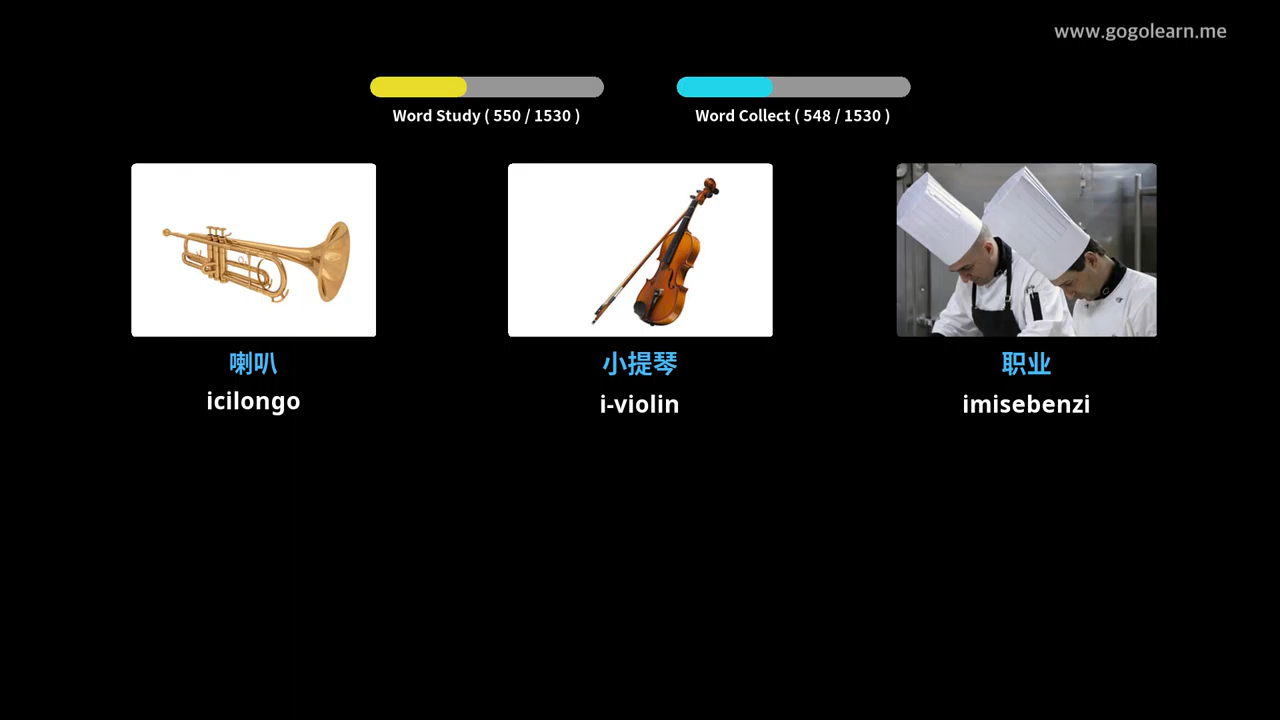 www.gogolearn.me
Word Study ( 550 / 1530 )
Word Collect ( 548 / 1530 )
喇叭
小提琴
职业
icilongo
i-violin
imisebenzi